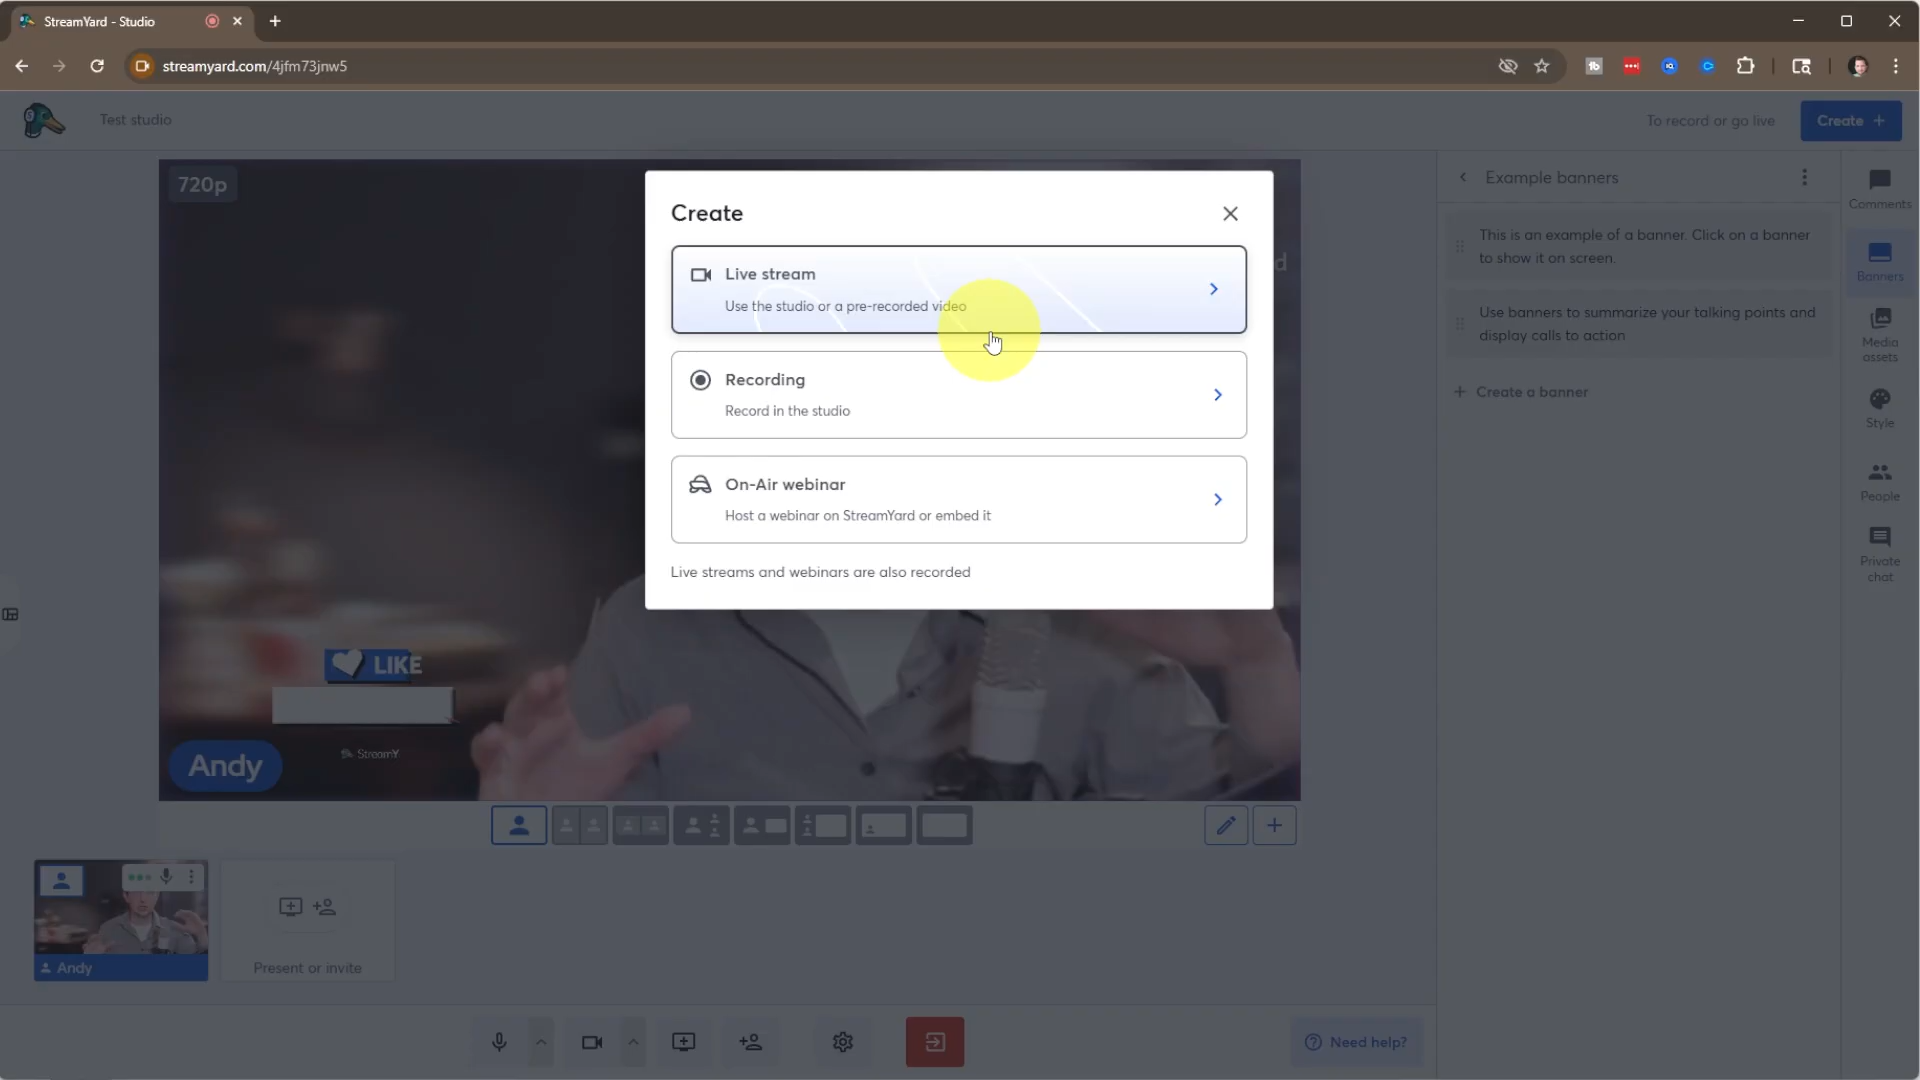 StreamYard - Studio
streamyard.com/4jfm73jnw5
Test studio
To record or go live
Create +
720p
Create
Live stream
Use the studio or a pre-recorded video
Recording
Record in the studio
On-Air webinar
Host a webinar on StreamYard or embed it
Live streams and webinars are also recorded
d
LIKE
StreamY
Andy
Example banners
This is an example of a banner. Click on a banner
to show it on screen.
Use banners to summarize your talking points and
display calls to action
+ Create a banner
Comments
Banners
Media
assets
Style
People
Private
chat
Andy
Present or invite
Need help?